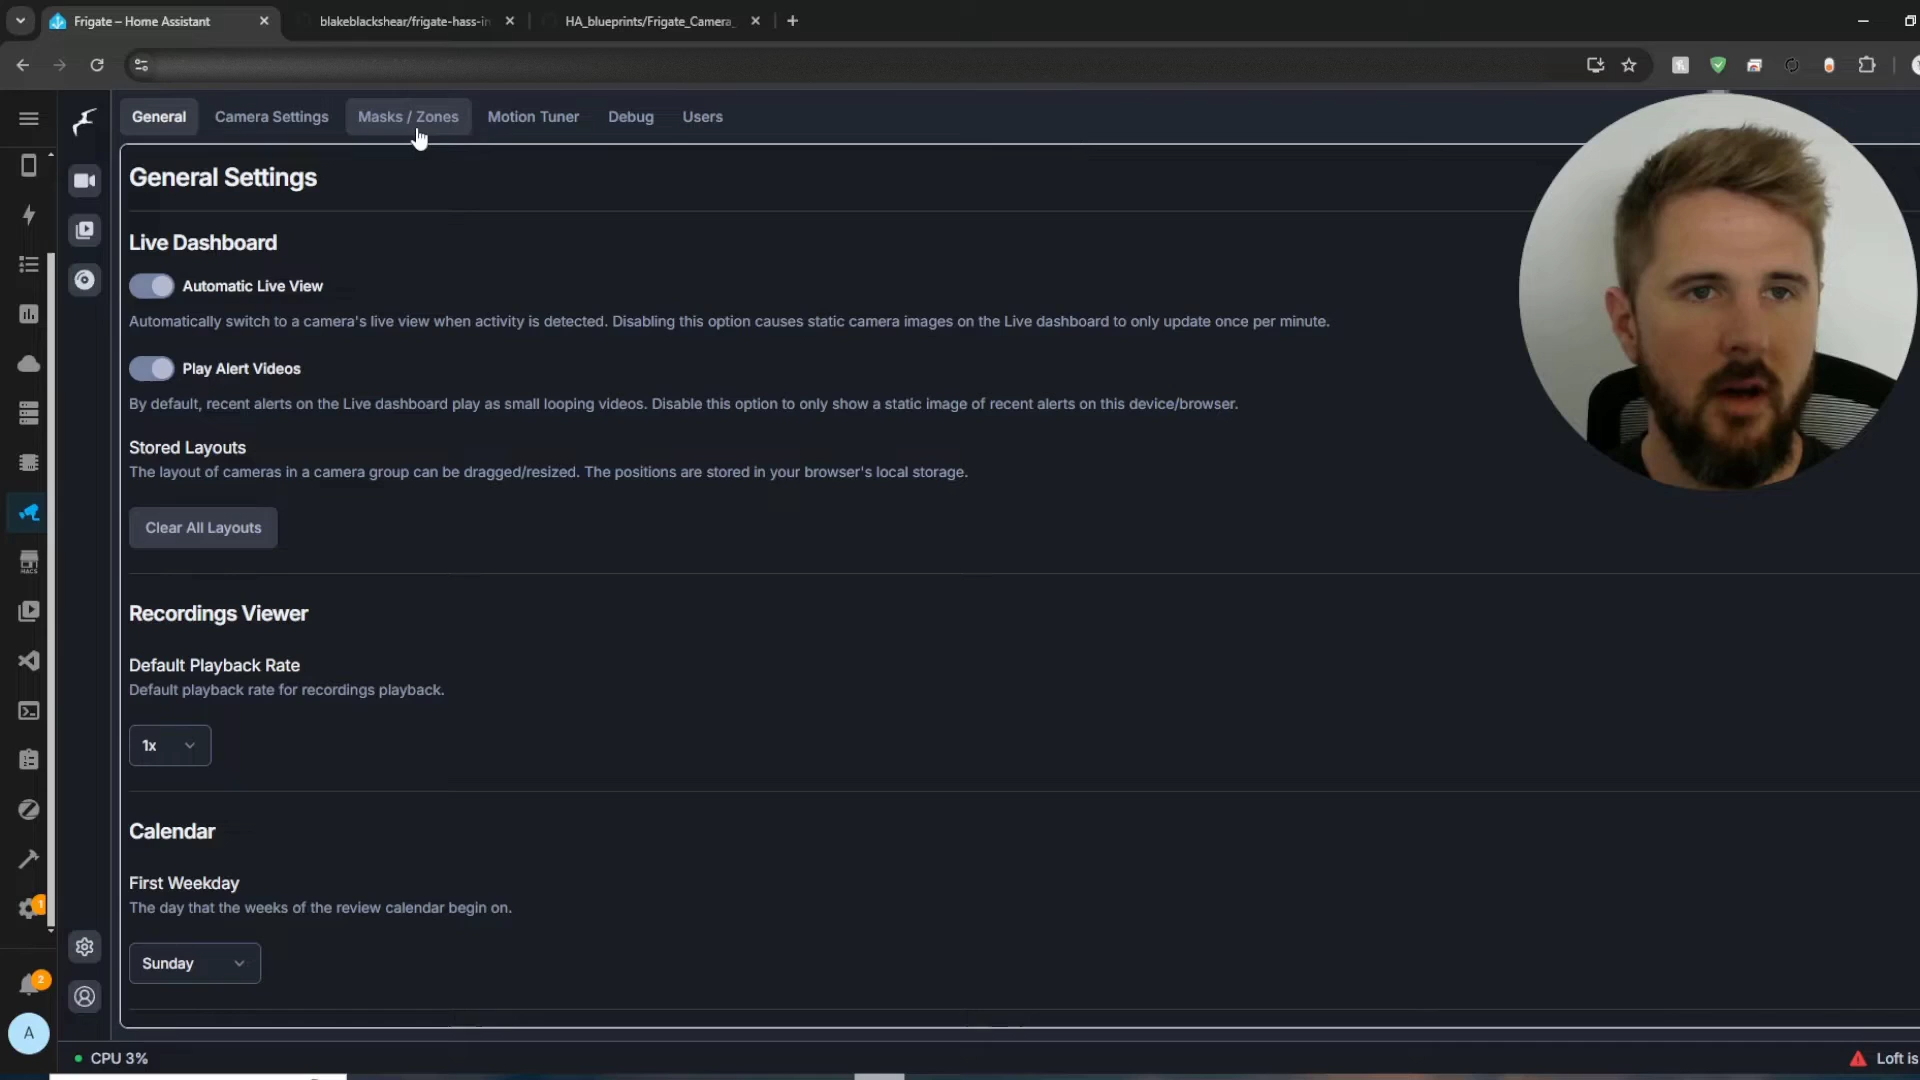 Frigate – Home Assistant
blakeblackshear/frigate-hass-in
HA_blueprints/Frigate_Camera_
General
Camera Settings
Masks / Zones
Motion Tuner
Debug
Users
General Settings
Live Dashboard
Automatic Live View
Automatically switch to a camera's live view when activity is detected. Disabling this option causes static camera images on the Live dashboard to only update once per minute.
Play Alert Videos
By default, recent alerts on the Live dashboard play as small looping videos. Disable this option to only show a static image of recent alerts on this device/browser.
Stored Layouts
The layout of cameras in a camera group can be dragged/resized. The positions are stored in your browser's local storage.
Clear All Layouts
Recordings Viewer
Default Playback Rate
Default playback rate for recordings playback.
1x
HACS
Calendar
First Weekday
The day that the weeks of the review calendar begin on.
1
Sunday
2
A
CPU 3%
Loft is